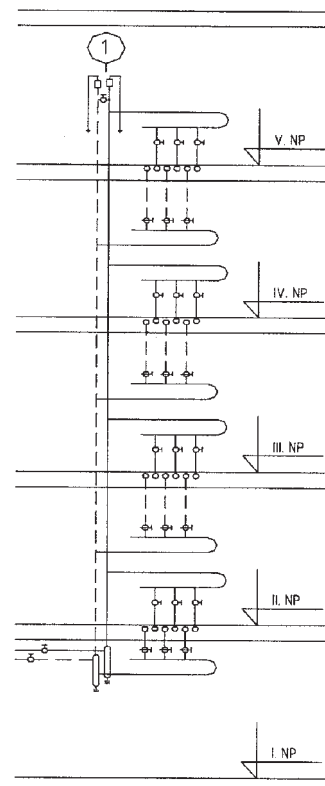 1
V. NP
IV. NP
III. NP
II. NP
I. NP